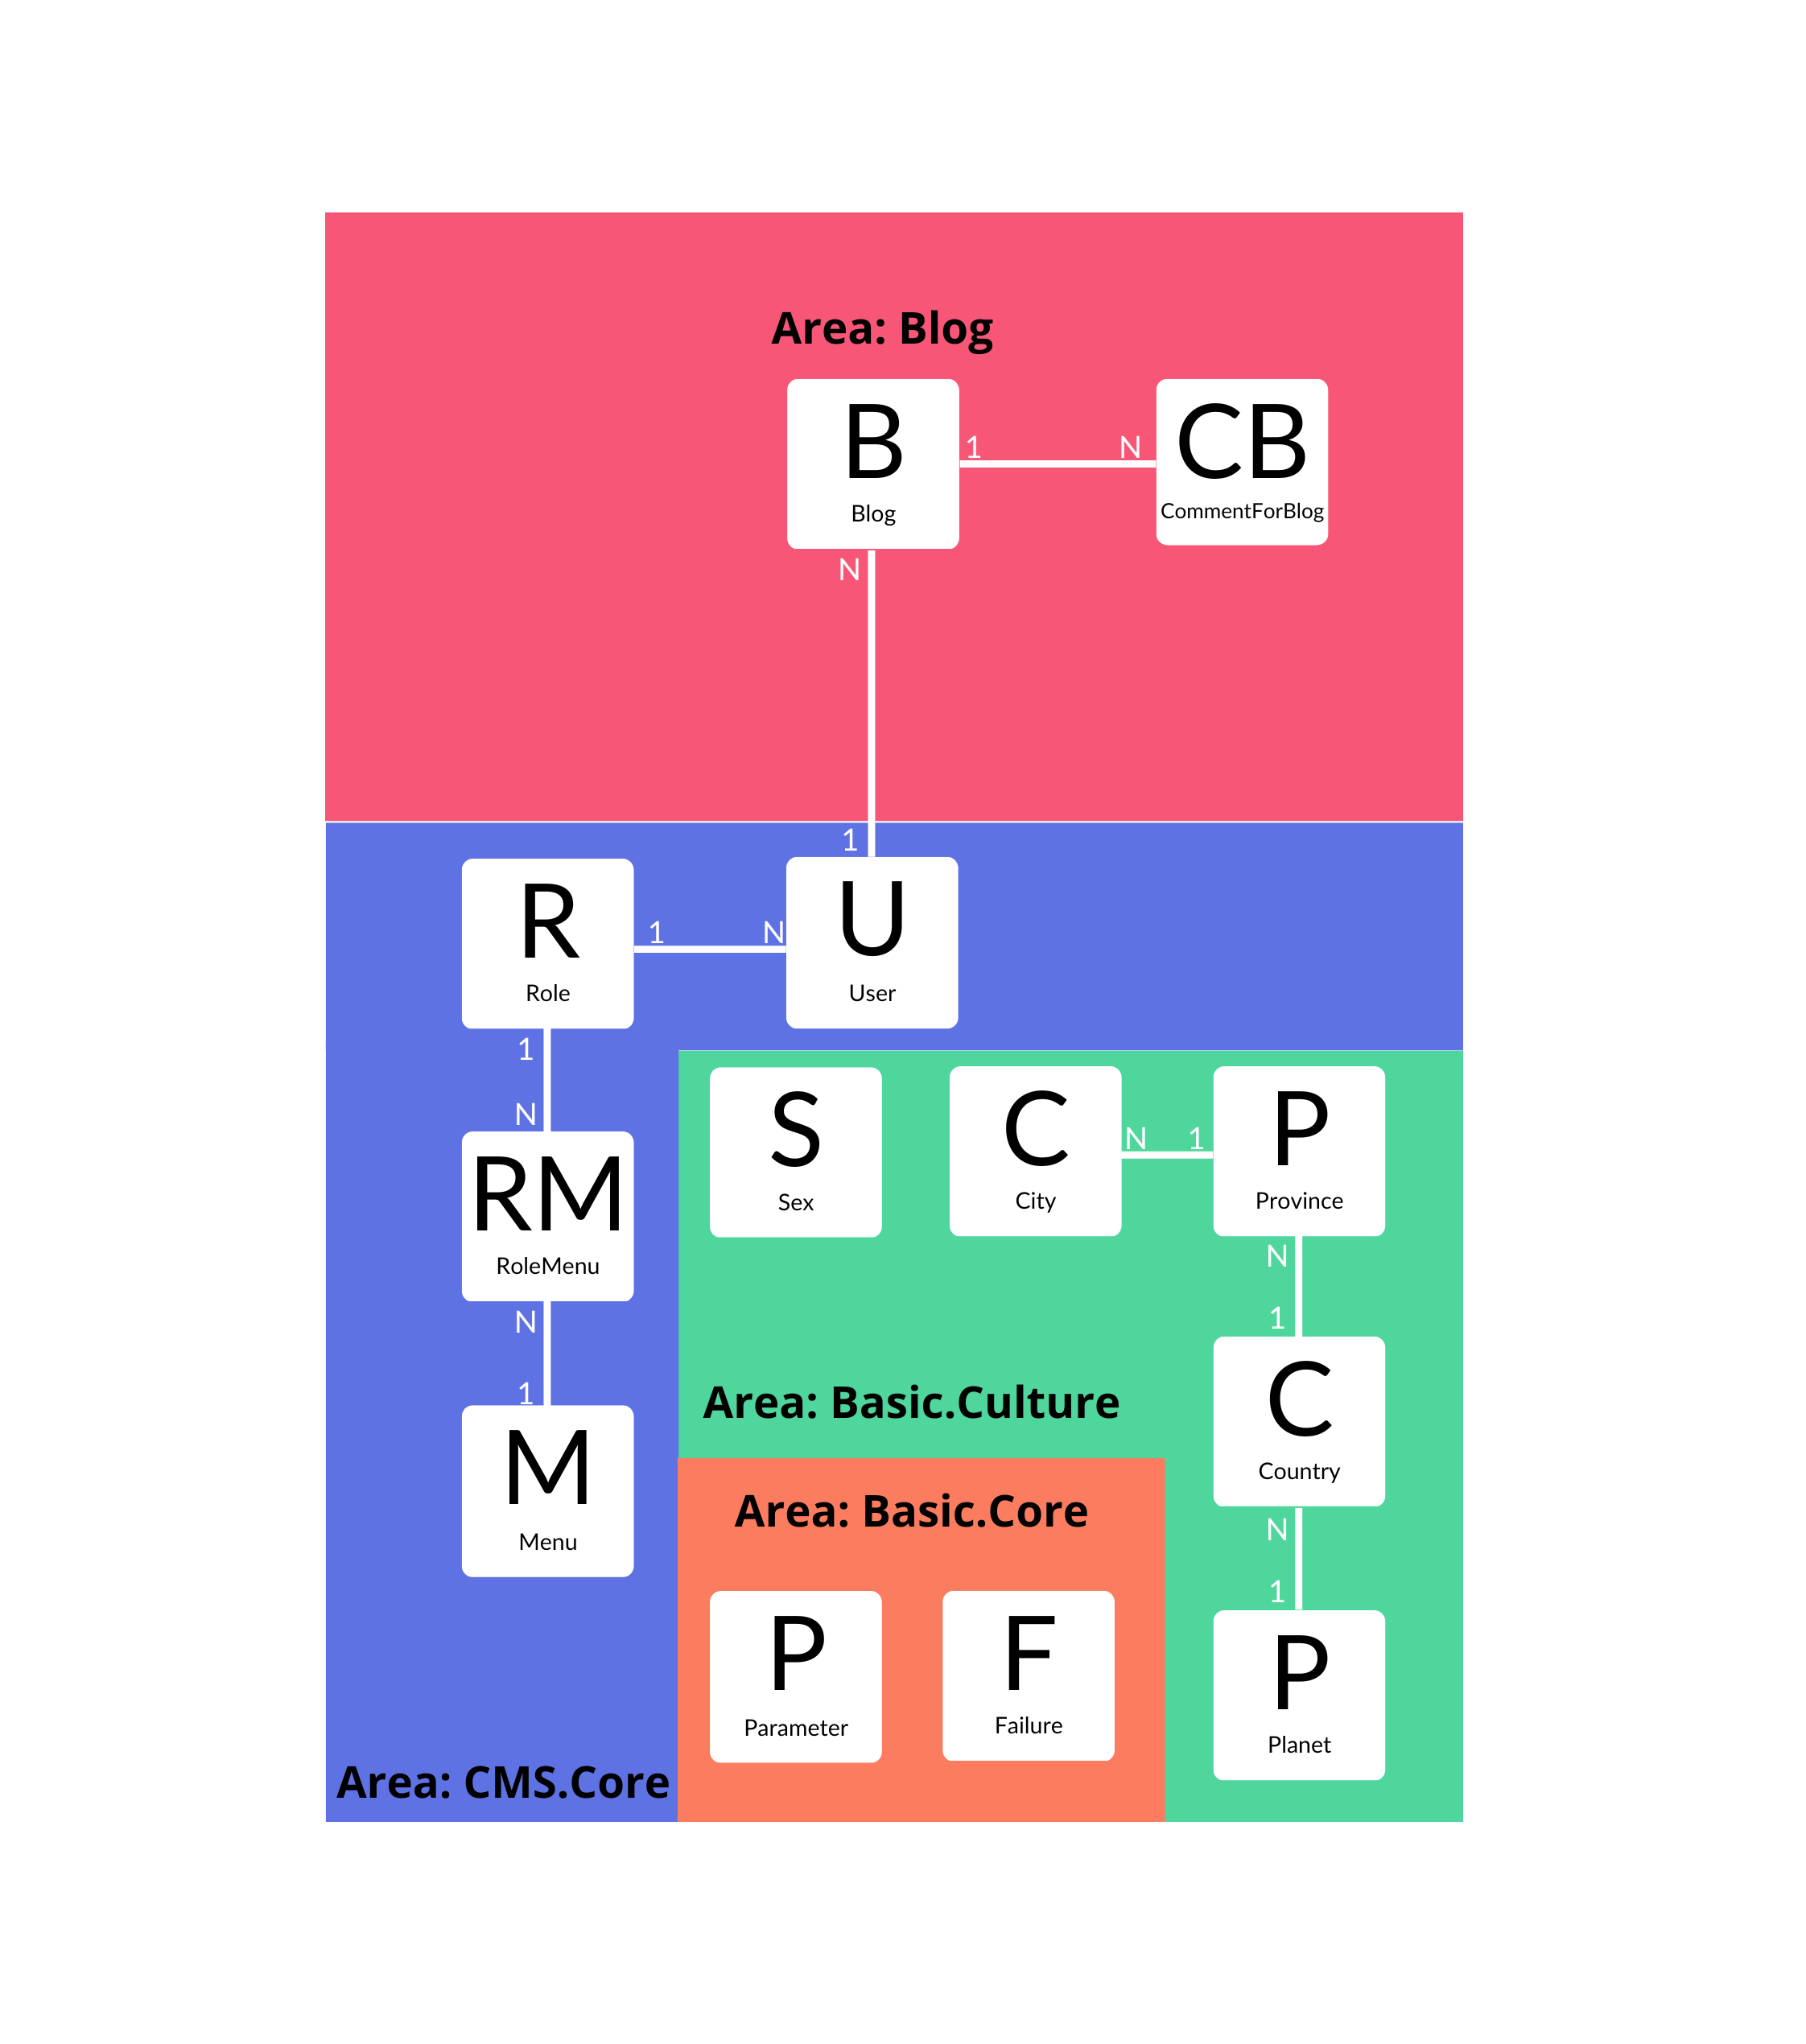 Area: Blog
B
Blog
1
N
CB
CommentForBlog
N
1
R
Role
1
N
U
User
1
N
RM
RoleMenu
N
1
M
Menu
Area: CMS.Core
S
Sex
C
City
N
1
P
Province
N
1
C
Country
N
1
P
Planet
Area: Basic.Culture
Area: Basic.Core
P
Parameter
F
Failure